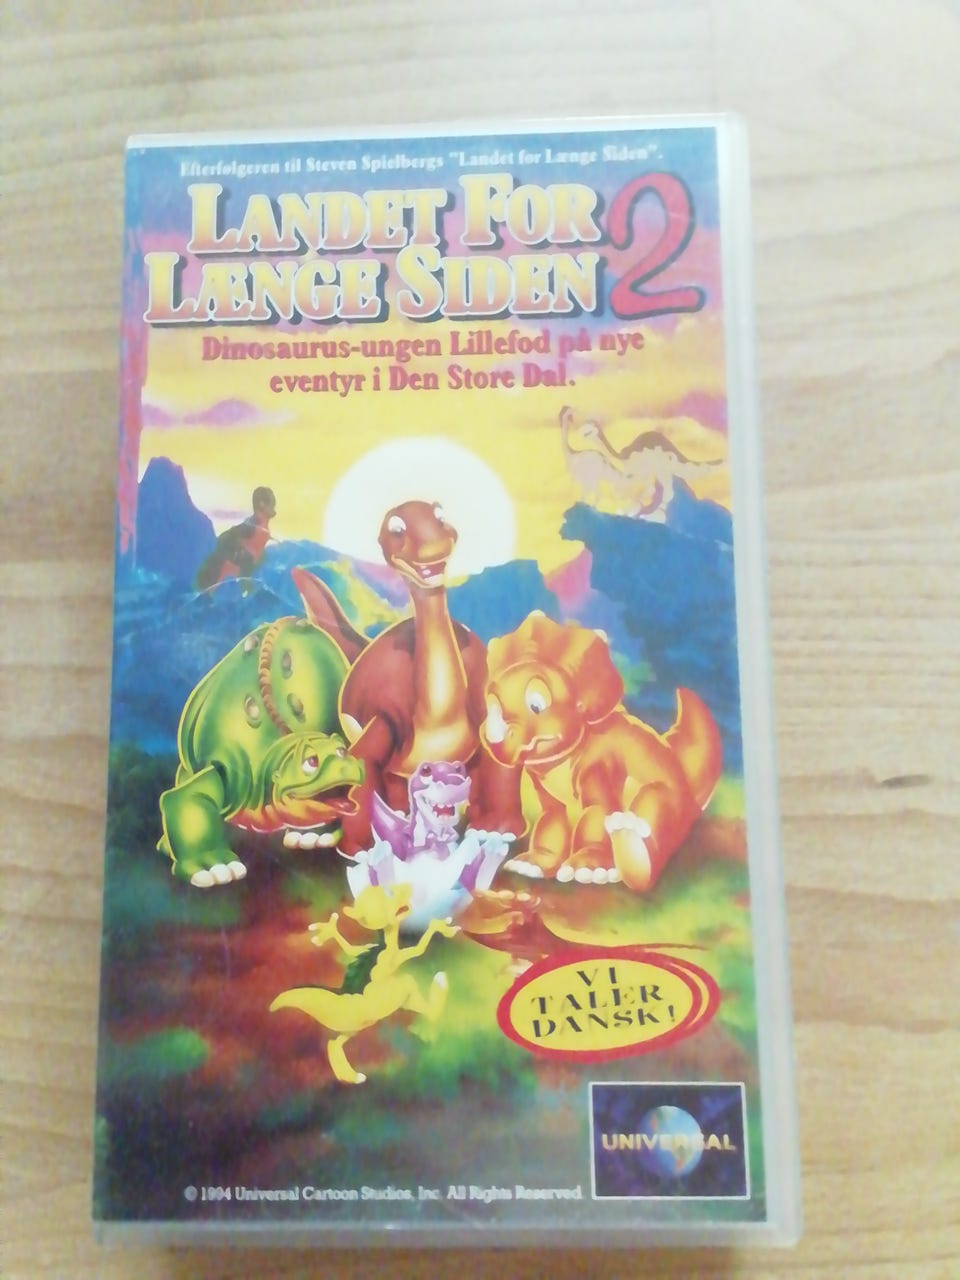 Efterfølgeren til Steven Spielbergs "Landet for Længe Siden".
LANDET FOR
LÆNGE SIDEN 2
Dinosaurus-ungen Lillefod på nye
eventyr i Den Store Dal.
VI
TALER
DANSK!
UNIVERSAL
© 1994 Universal Cartoon Studios, Inc. All Rights Reserved.